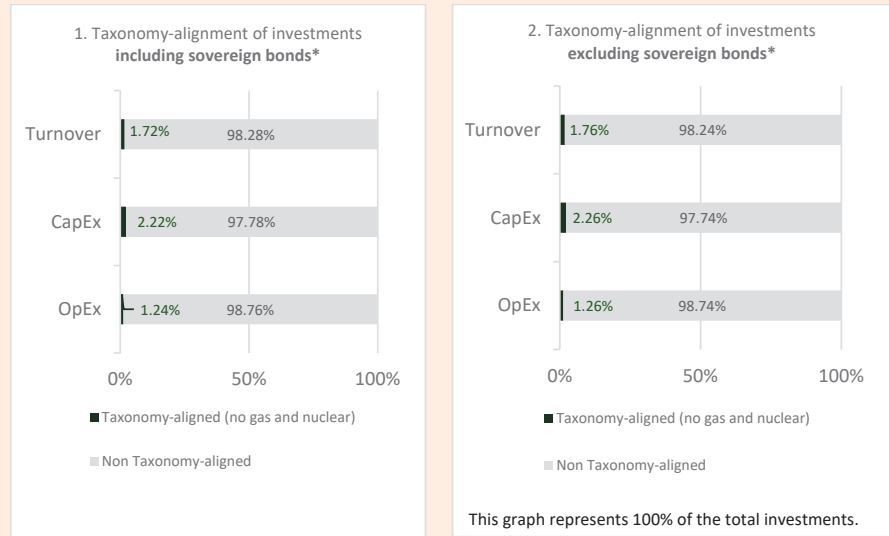 1. Taxonomy-alignment of investments
including sovereign bonds*
Turnover 1.72% 98.28%
CapEx 2.22% 97.78%
OpEx 1.24% 98.76%
0% 50% 100%
Taxonomy-aligned (no gas and nuclear)
Non Taxonomy-aligned
2. Taxonomy-alignment of investments
excluding sovereign bonds*
Turnover 1.76% 98.24%
CapEx 2.26% 97.74%
OpEx 1.26% 98.74%
0% 50% 100%
Taxonomy-aligned (no gas and nuclear)
Non Taxonomy-aligned
This graph represents 100% of the total investments.